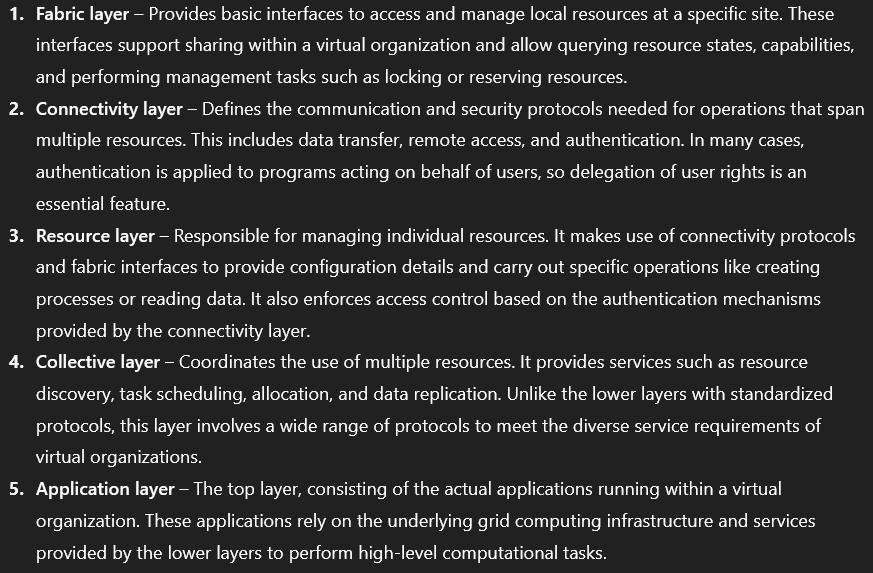 1. Fabric layer – Provides basic interfaces to access and manage local resources at a specific site. These
interfaces support sharing within a virtual organization and allow querying resource states, capabilities,
and performing management tasks such as locking or reserving resources.
2. Connectivity layer – Defines the communication and security protocols needed for operations that span
multiple resources. This includes data transfer, remote access, and authentication. In many cases,
authentication is applied to programs acting on behalf of users, so delegation of user rights is an
essential feature.
3. Resource layer – Responsible for managing individual resources. It makes use of connectivity protocols
and fabric interfaces to provide configuration details and carry out specific operations like creating
processes or reading data. It also enforces access control based on the authentication mechanisms
provided by the connectivity layer.
4. Collective layer – Coordinates the use of multiple resources. It provides services such as resource
discovery, task scheduling, allocation, and data replication. Unlike the lower layers with standardized
protocols, this layer involves a wide range of protocols to meet the diverse service requirements of
virtual organizations.
5. Application layer – The top layer, consisting of the actual applications running within a virtual
organization. These applications rely on the underlying grid computing infrastructure and services
provided by the lower layers to perform high-level computational tasks.